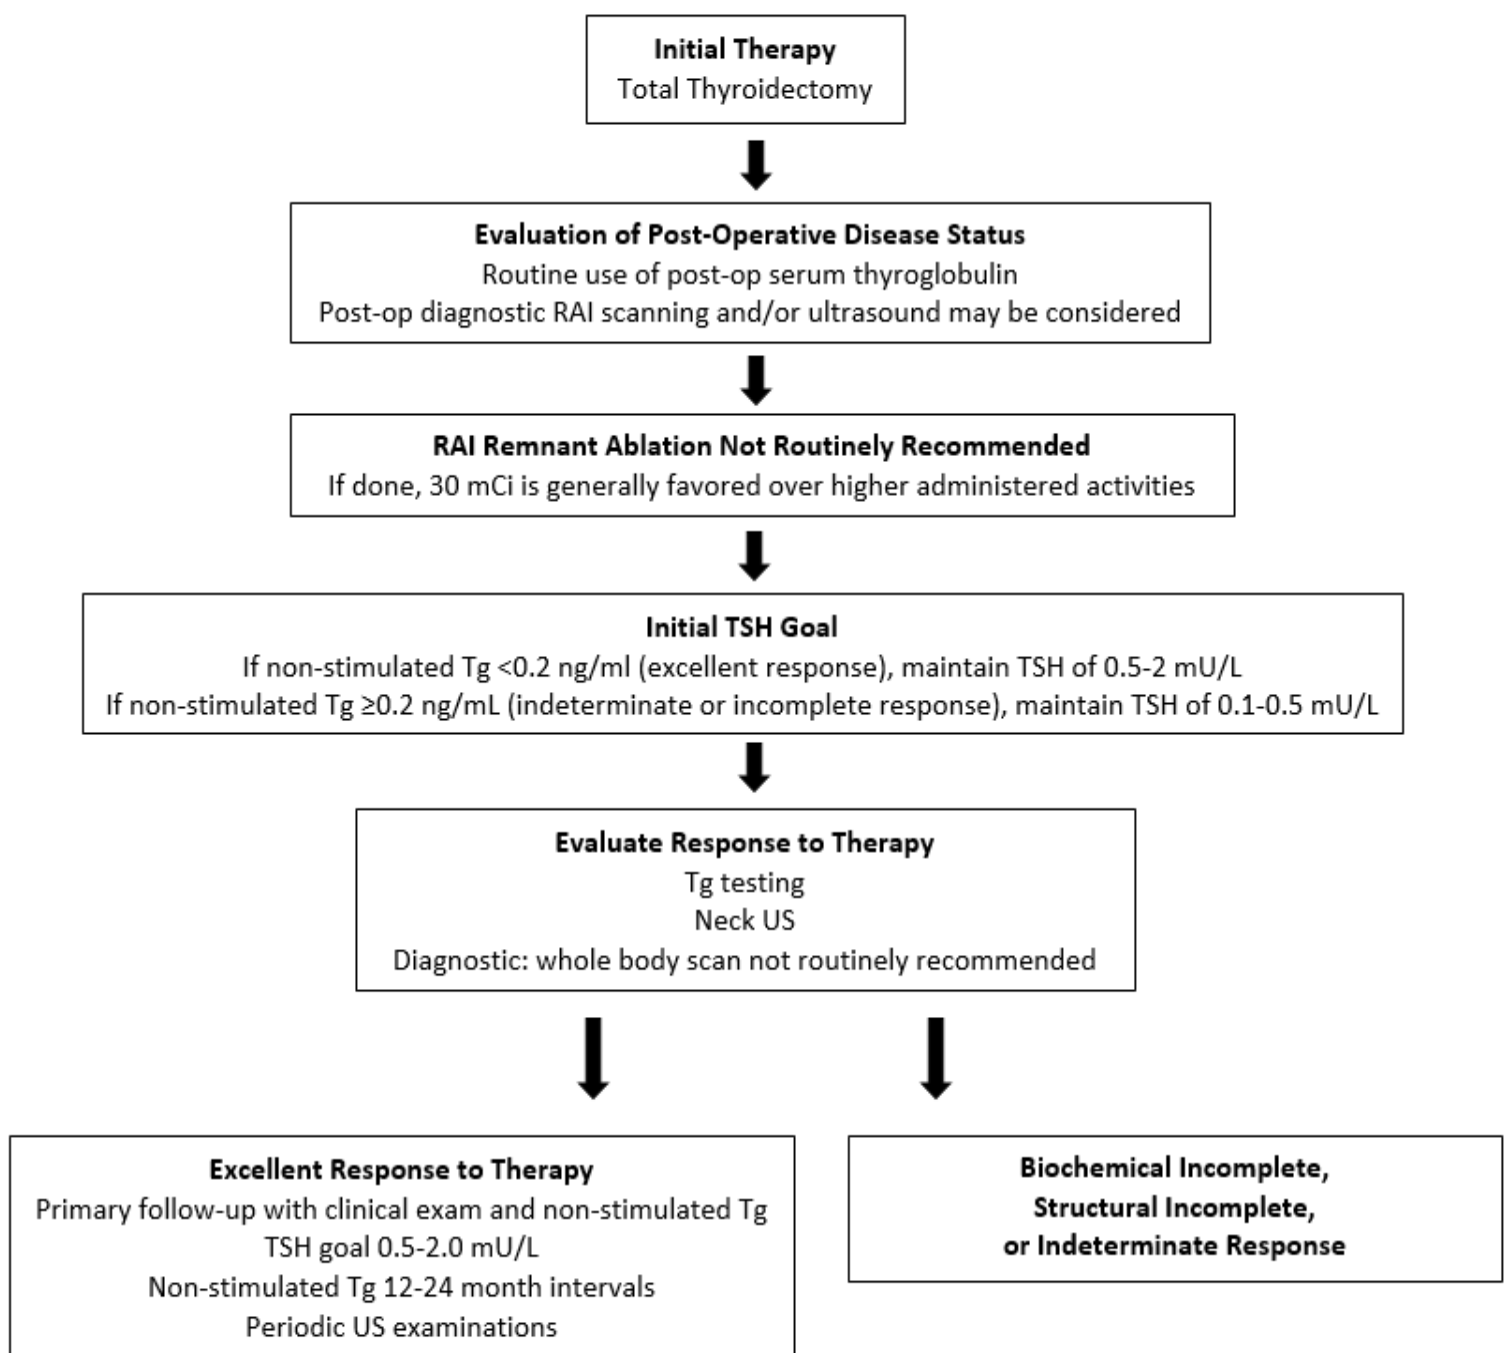 Initial Therapy
Total Thyroidectomy
Evaluation of Post-Operative Disease Status
Routine use of post-op serum thyroglobulin
Post-op diagnostic RAI scanning and/or ultrasound may be considered
RAI Remnant Ablation Not Routinely Recommended
If done, 30 mCi is generally favored over higher administered activities
Initial TSH Goal
If non-stimulated Tg <0.2 ng/ml (excellent response), maintain TSH of 0.5-2 mU/L
If non-stimulated Tg ≥0.2 ng/mL (indeterminate or incomplete response), maintain TSH of 0.1-0.5 mU/L
Evaluate Response to Therapy
Tg testing
Neck US
Diagnostic: whole body scan not routinely recommended
Excellent Response to Therapy
Primary follow-up with clinical exam and non-stimulated Tg
TSH goal 0.5-2.0 mU/L
Non-stimulated Tg 12-24 month intervals
Periodic US examinations
Biochemical Incomplete,
Structural Incomplete,
or Indeterminate Response